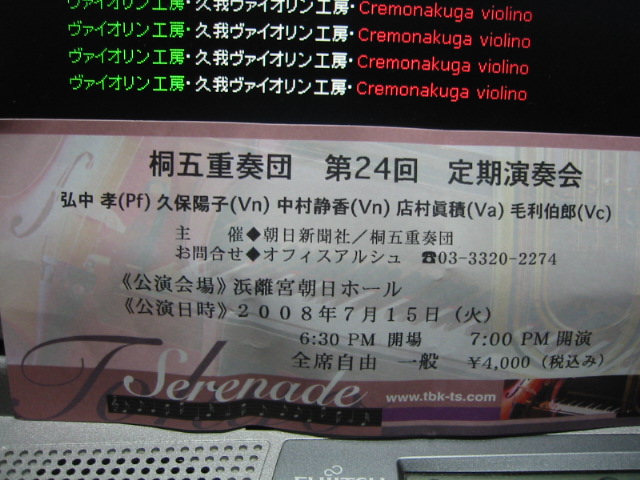 ヴァイオリン工房・久我ヴァイオリン工房・Cremonakuga violino
ヴァイオリン工房・久我ヴァイオリン工房・Cremonakuga violino
ヴァイオリン工房・久我ヴァイオリン工房・Cremonakuga violino
ヴァイオリン工房・久我ヴァイオリン工房・Cremonakuga violino
桐五重奏団 第24回 定期演奏会
弘中 孝(Pf) 久保陽子(Vn) 中村静香(Vn) 店村眞積(Va) 毛利伯郎(Vc)
主 催◆朝日新聞社／桐五重奏団
お問合せ◆オフィスアルシュ ☎03-3320-2274
《公演会場》浜離宮朝日ホール
《公演日時》２００８年７月１５日（火）
6:30 PM 開場 7:00 PM 開演
全席自由 一般 ¥4,000（税込み）
Serenade
www.tbk-ts.com
FUJITSU